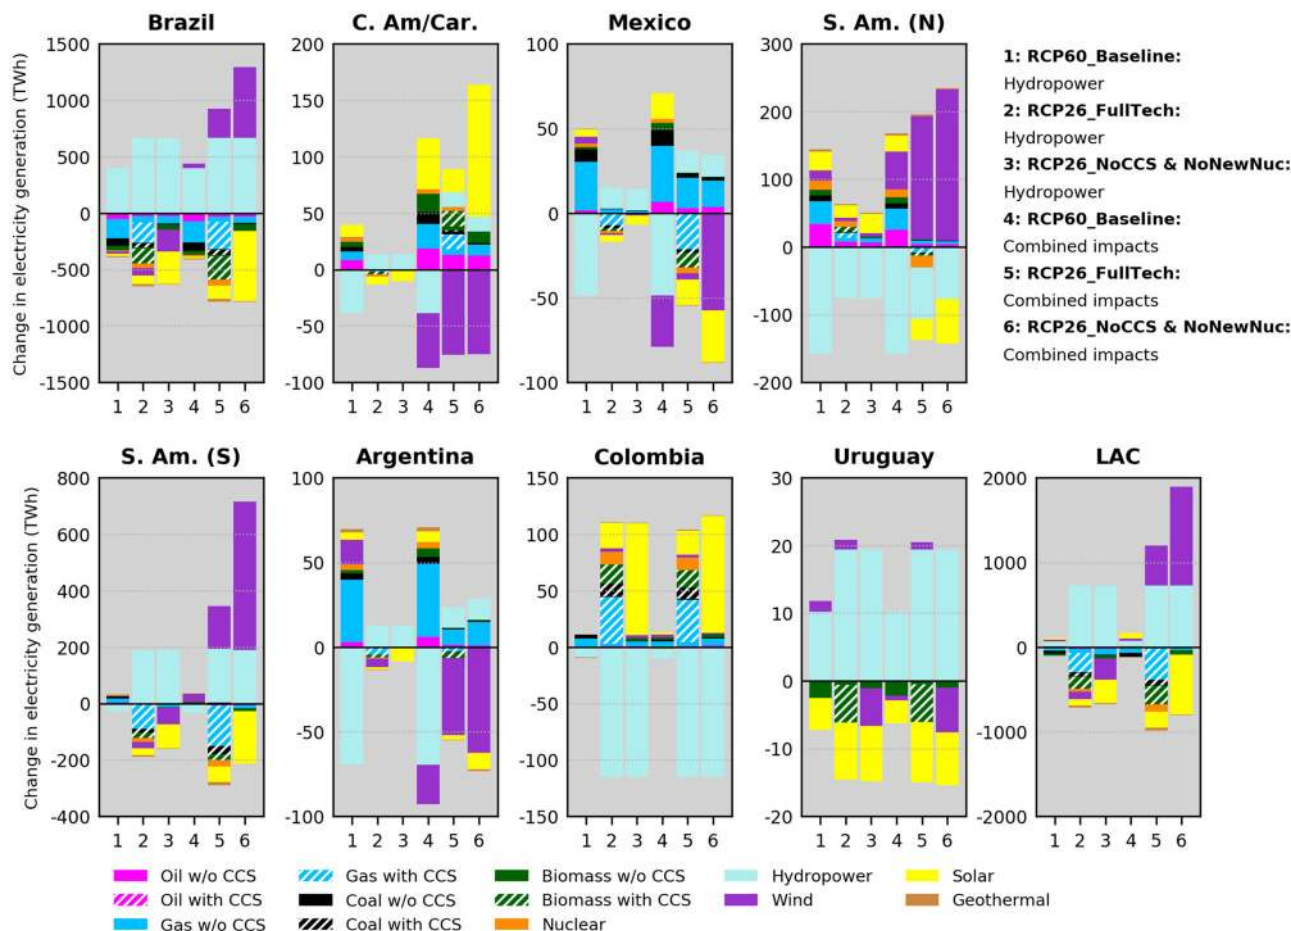 Brazil
C. Am/Car.
Mexico
S. Am. (N)
Change in electricity generation (TWh)
1500
1000
500
0
-500
-1000
-1500
1 2 3 4 5 6
200
150
100
50
0
-50
-100
1 2 3 4 5 6
100
50
0
-50
-100
1 2 3 4 5 6
300
200
100
0
-100
-200
1 2 3 4 5 6
1: RCP60_Baseline:
Hydropower
2: RCP26_FullTech:
Hydropower
3: RCP26_NoCCS & NoNewNuc:
Hydropower
4: RCP60_Baseline:
Combined impacts
5: RCP26_FullTech:
Combined impacts
6: RCP26_NoCCS & NoNewNuc:
Combined impacts
S. Am. (S)
Argentina
Colombia
Uruguay
LAC
Change in electricity generation (TWh)
800
600
400
200
0
-200
-400
1 2 3 4 5 6
100
50
0
-50
-100
1 2 3 4 5 6
150
100
50
0
-50
-100
-150
1 2 3 4 5 6
30
20
10
0
-10
-20
1 2 3 4 5 6
2000
1000
0
-1000
-2000
1 2 3 4 5 6
Oil w/o CCS
Oil with CCS
Gas w/o CCS
Gas with CCS
Coal w/o CCS
Coal with CCS
Biomass w/o CCS
Biomass with CCS
Nuclear
Hydropower
Wind
Solar
Geothermal